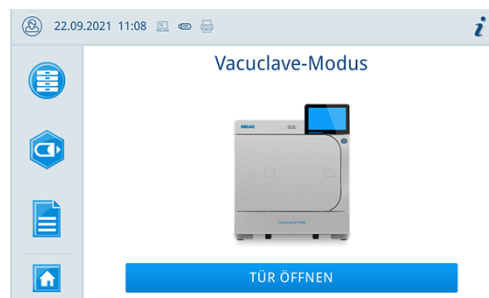 22.09.2021 11:08
Vacuclave-Modus
MELAG
TÜR ÖFFNEN